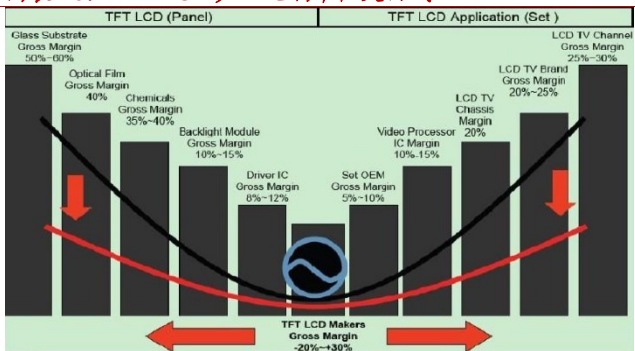 TFT LCD (Panel)
TFT LCD Application (Set )
Glass Substrate
Gross Margin
50%~60%
Optical Film
Gross Margin
40%
Chemicals
Gross Margin
35%~40%
Backlight Module
Gross Margin
10%~15%
Driver IC
Gross Margin
8%~12%
Set OEM
Gross Margin
5%~10%
Video Processor
IC Margin
10%-15%
LCD TV
Chassis
Margin
20%
LCD TV Brand
Gross Margin
20%~25%
LCD TV Channel
Gross Margin
25%~30%
TFT LCD Makers
Gross Margin
-20%~+30%